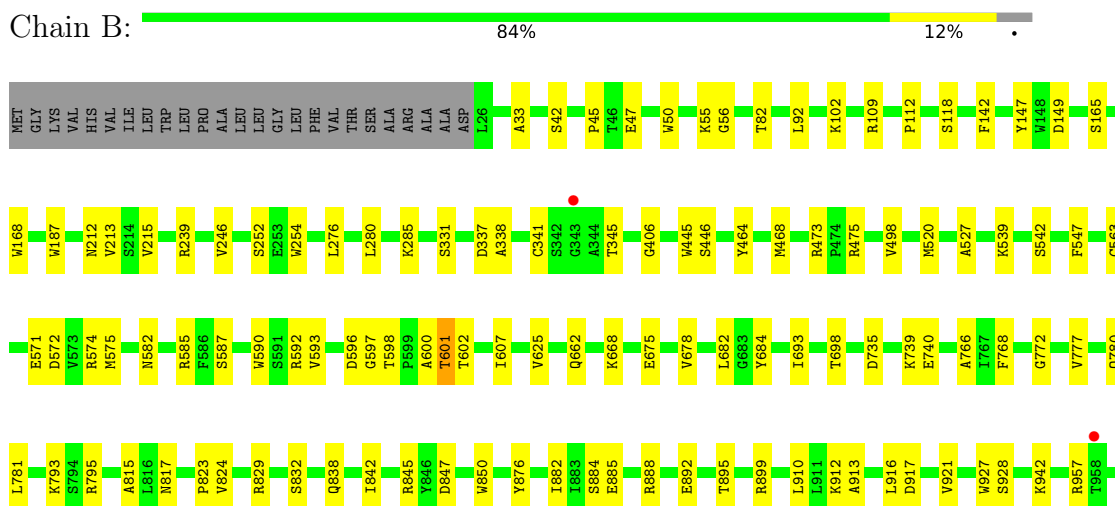 Chain B:
84% 12% •
MET GLY LYS VAL HIS VAL ILE LEU TRP LEU PRO ALA LEU LEU GLY LEU PHE VAL THR SER ALA ARG ALA ALA ASP L26 A33 S42 P45 T46 E47 W50 K55 G56 T82 L92 K102 R109 P112 S118 F142 Y147 W148 D149 S165
W168 W187 N212 V213 S214 V215 R239 V246 S252 E253 W254 L276 L280 K285 S331 D337 A338 C341 S342 G343 A344 T345 G406 W445 S446 Y464 M468 R473 P474 R475 V498 M520 A527 K539 S542 F547
E571 D572 V573 R574 M575 N582 R585 F586 S587 W590 S591 R592 V593 D596 G597 T598 P599 A600 T601 T602 I607 V625 Q662 K668 E675 V678 L682 G683 Y684 I693 T698 D735 K739 E740 A766 I767 F768 G772 V777
L781 K793 S794 R795 A815 L816 N817 P823 V824 R829 S832 Q838 I842 R845 Y846 D847 W850 Y876 I882 I883 S884 E885 R888 E892 T895 R899 L910 L911 K912 A913 L916 D917 V921 W927 S928 K942 R957 T958